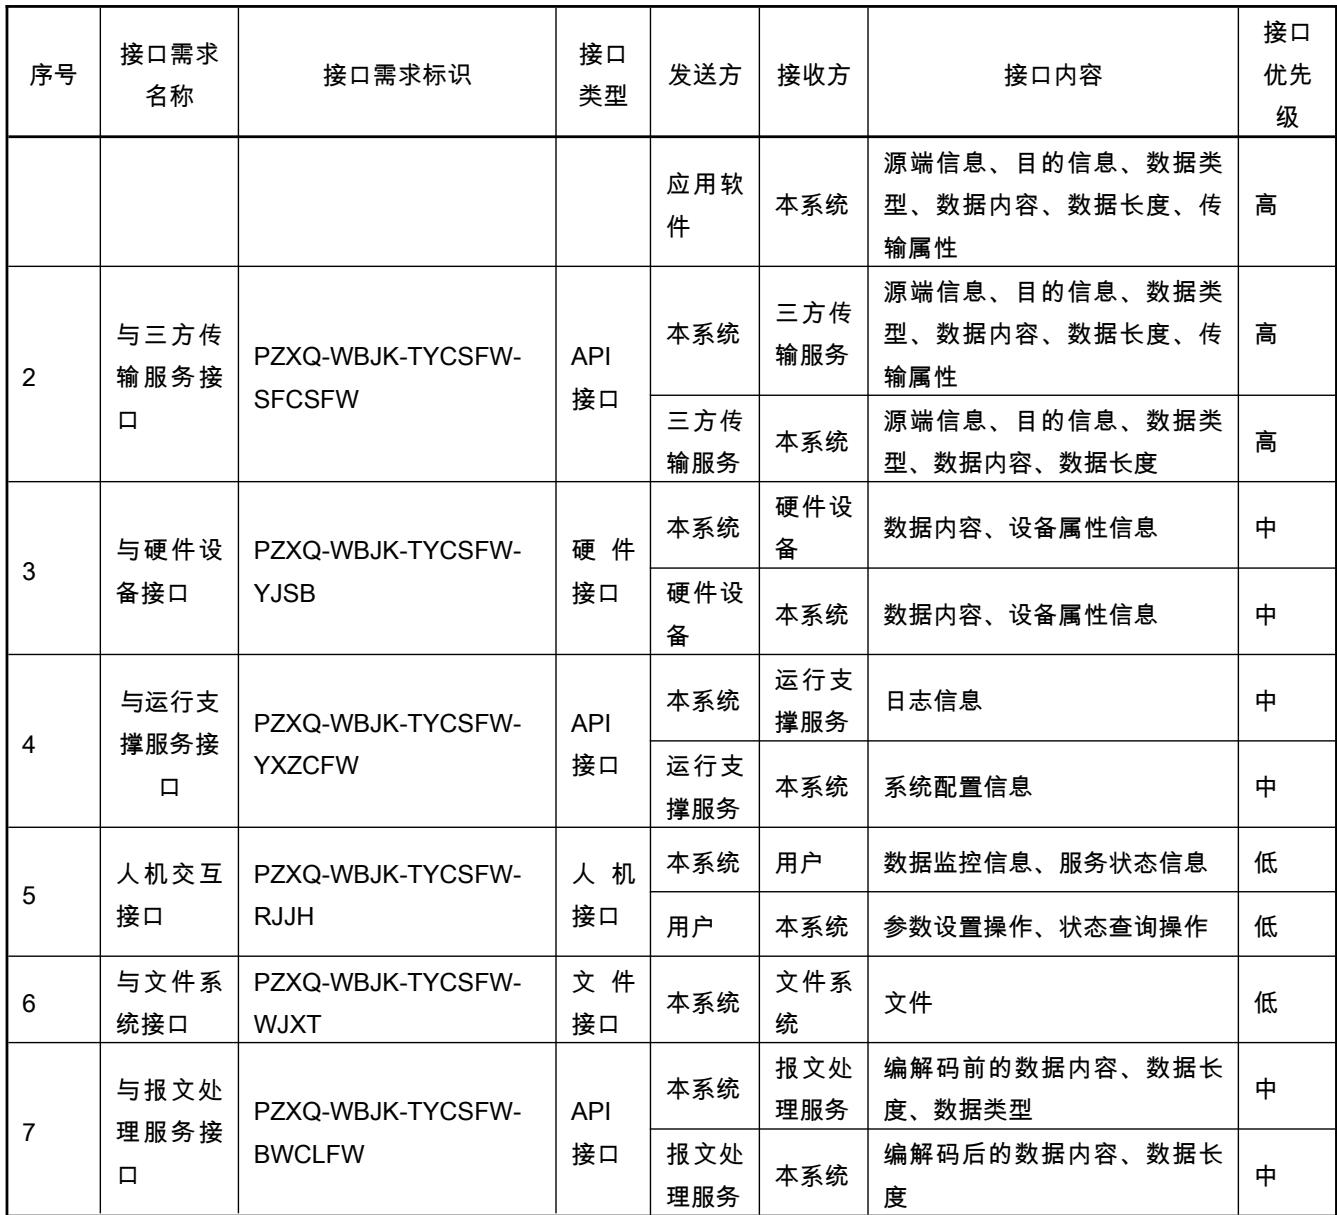 序号 接口需求名称 接口需求标识 接口类型 发送方 接收方 接口内容 接口优先级
应用软件 本系统 源端信息、目的信息、数据类型、数据内容、数据长度、传输属性 高
2 与三方传输服务接口 PZXQ-WBJK-TYCSFW-SFCSFW API接口 本系统 三方传输服务 源端信息、目的信息、数据类型、数据内容、数据长度、传输属性 高
三方传输服务 本系统 源端信息、目的信息、数据类型、数据内容、数据长度 高
3 与硬件设备接口 PZXQ-WBJK-TYCSFW-YJSB 硬件接口 本系统 硬件设备 数据内容、设备属性信息 中
硬件设备 本系统 数据内容、设备属性信息 中
4 与运行支撑服务接口 PZXQ-WBJK-TYCSFW-YXZCFW API接口 本系统 运行支撑服务 日志信息 中
运行支撑服务 本系统 系统配置信息 中
5 人机交互接口 PZXQ-WBJK-TYCSFW-RJJH 人机接口 本系统 用户 数据监控信息、服务状态信息 低
用户 本系统 参数设置操作、状态查询操作 低
6 与文件系统接口 PZXQ-WBJK-TYCSFW-WJXT 文件接口 本系统 文件系统 文件 低
7 与报文处理服务接口 PZXQ-WBJK-TYCSFW-BWCLFW API接口 本系统 报文处理服务 编解码前的数据内容、数据长度、数据类型 中
报文处理服务 本系统 编解码后的数据内容、数据长度 中